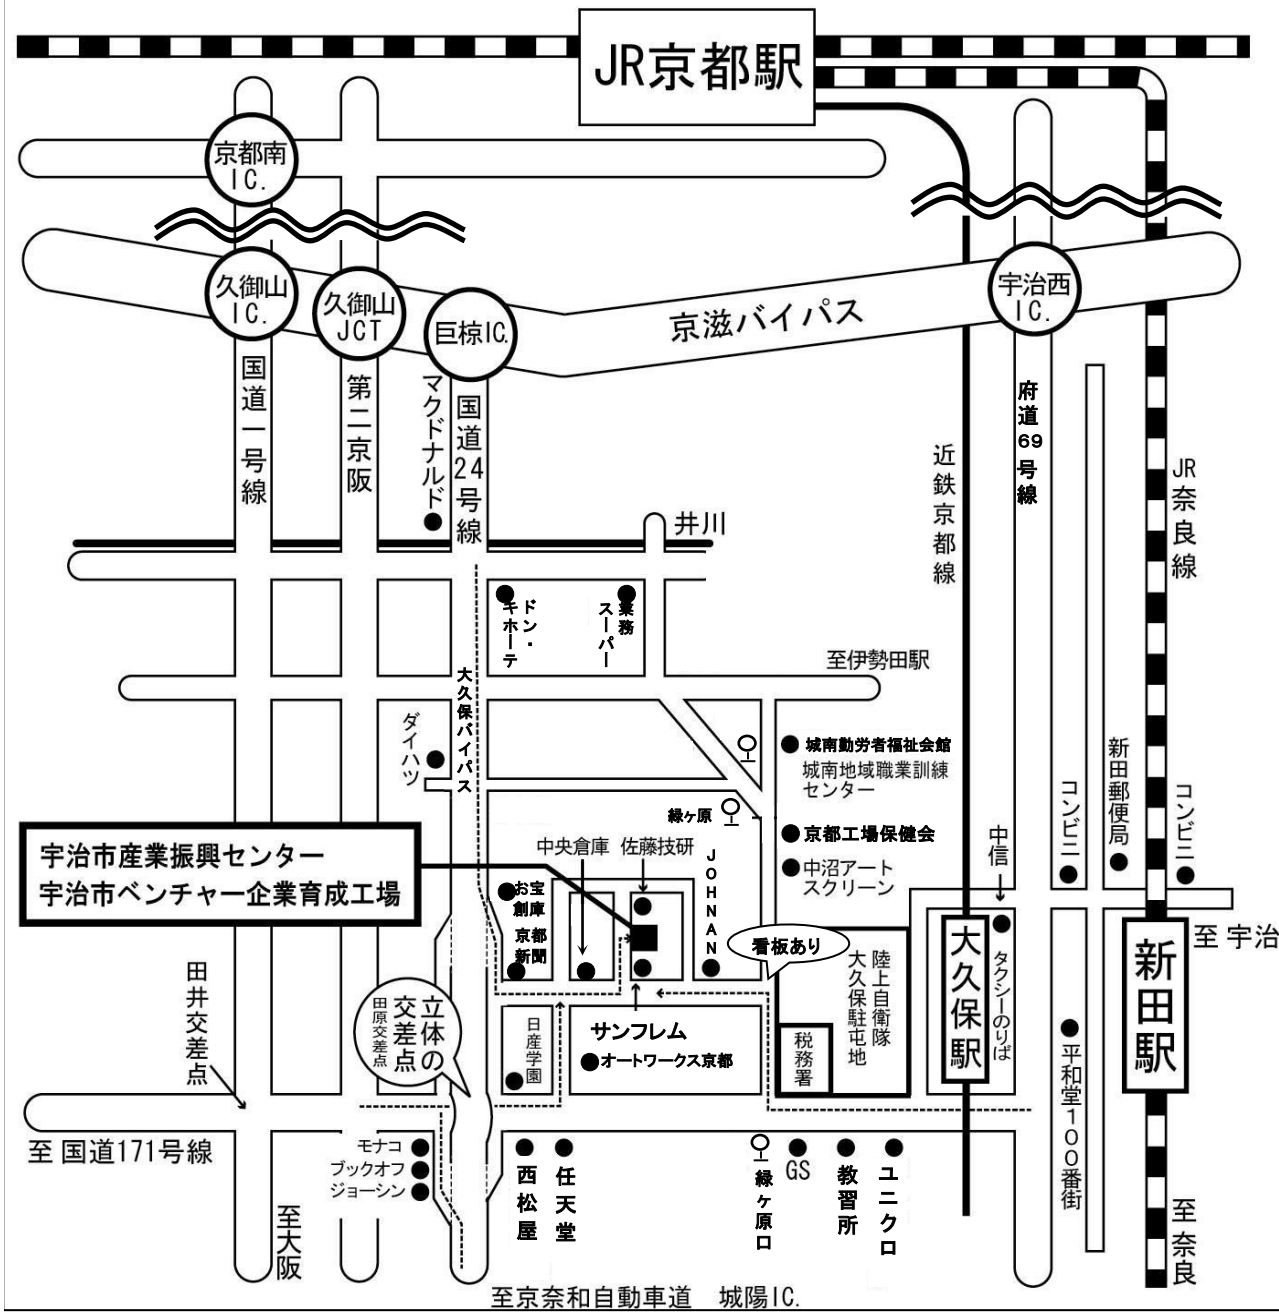 JR京都駅
京都南
IC.
久御山
IC.
久御山
JCT
巨椋IC.
京滋バイパス
宇治西
IC.
国道一号線
第二京阪
マクドナルド
国道24号線
府道69号線
近鉄京都線
JR奈良線
井川
ドン・
キホーテ
業務
スーパー
至伊勢田駅
大久保バイパス
ダイハツ
城南勤労者福祉会館
城南地域職業訓練
センター
新田郵便局
コンビニ
コンビニ
緑ヶ原
京都工場保健会
中沼アート
スクリーン
中信
宇治市産業振興センター
宇治市ベンチャー企業育成工場
中央倉庫
佐藤技研
JOHNAN
お宝
創庫
京都
新聞
看板あり
陸上自衛隊
大久保駐屯地
大久保駅
タクシーのりば
新田駅
至 宇治
田井交差点
立体の
交差点
田原交差点
日産学園
サンフレム
オートワークス京都
税務署
平和堂100番街
至 国道171号線
モナコ
ブックオフ
ジョーシン
西松屋
任天堂
緑ヶ原口
GS
教習所
ユニクロ
至大阪
至奈良
至京奈和自動車道 城陽IC.